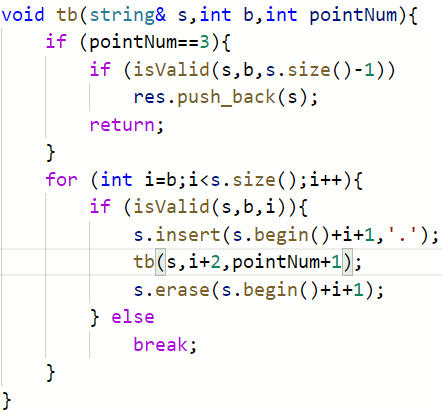 void tb(string& s,int b,int pointNum){
    if (pointNum==3){
        if (isValid(s,b,s.size()-1))
            res.push_back(s);
        return;
    }
    for (int i=b;i<s.size();i++){
        if (isValid(s,b,i)){
            s.insert(s.begin()+i+1,'.');
            tb(s,i+2,pointNum+1);
            s.erase(s.begin()+i+1);
        } else
            break;
    }
}